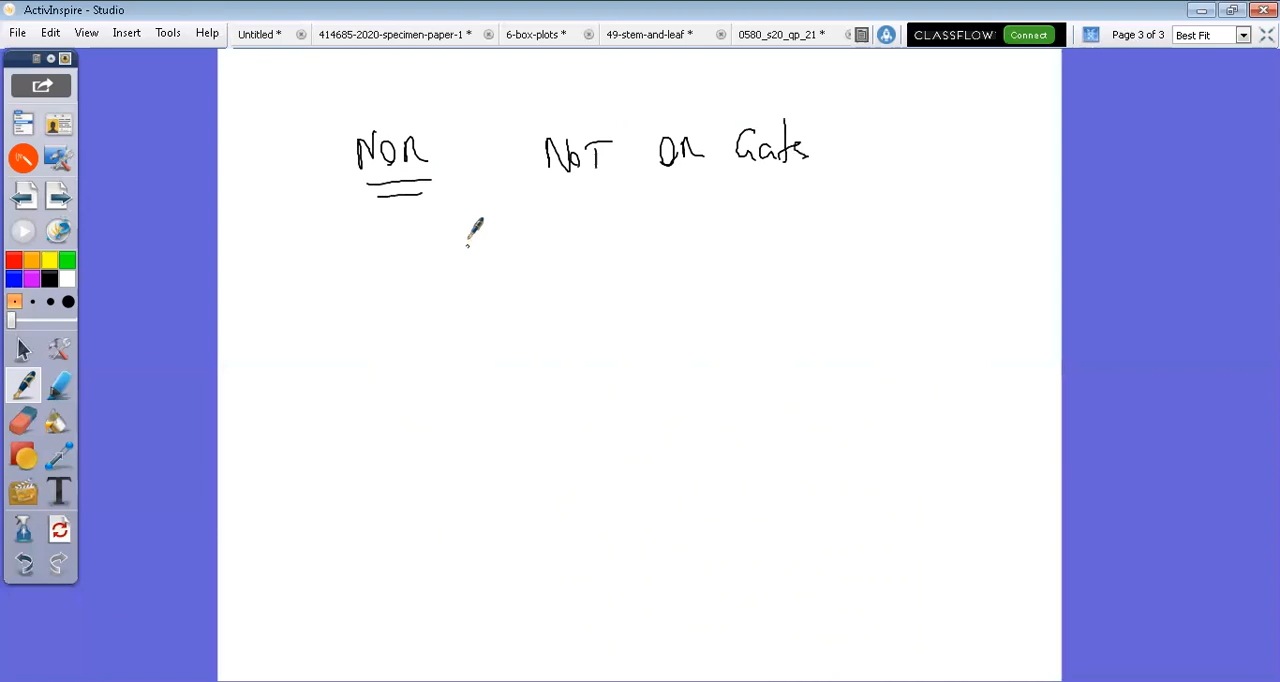 ActivInspire - Studio
File Edit View Insert Tools Help Untitled * 414685-2020-specimen-paper-1 * 6-box-plots * 49-stem-and-leaf * 0580_s20_qp_21 * CLASSFLOW Connect Page 3 of 3 Best Fit
NOR NOT OR Gates